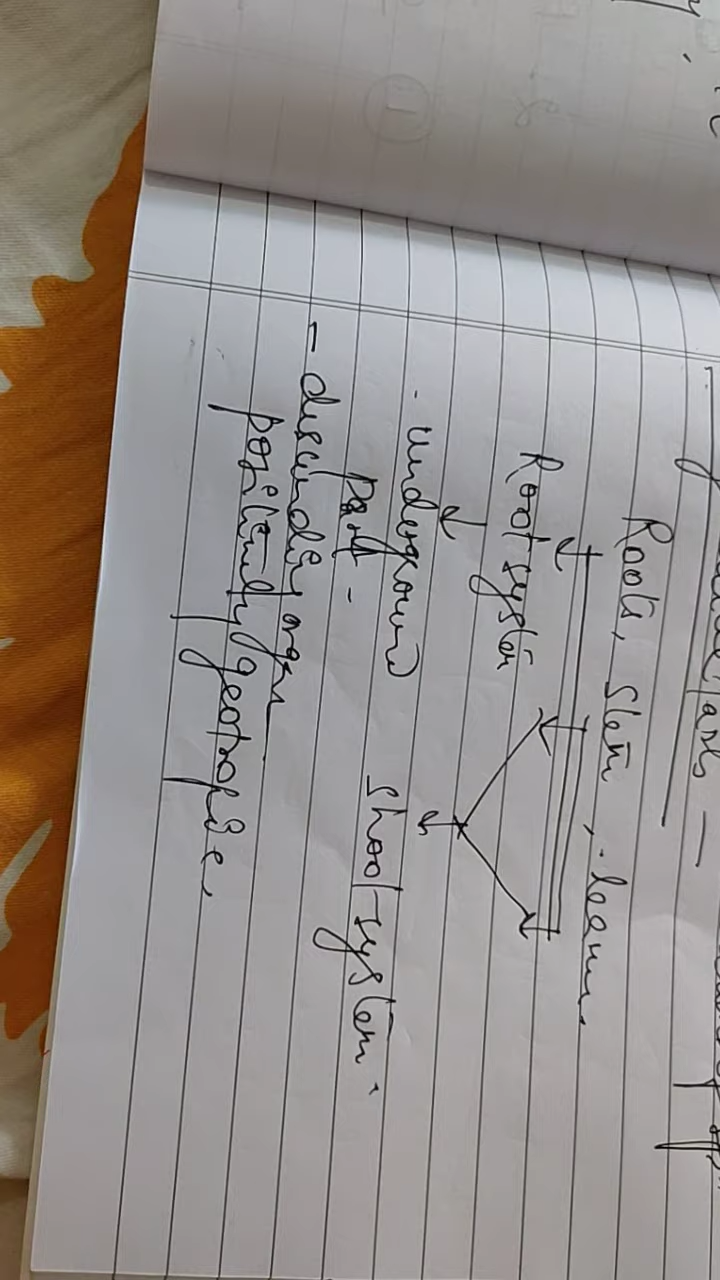 Roots, Stem, leaves.
Root system
- underground
part -
Shoot system.
- descending organ
positively geotropic,